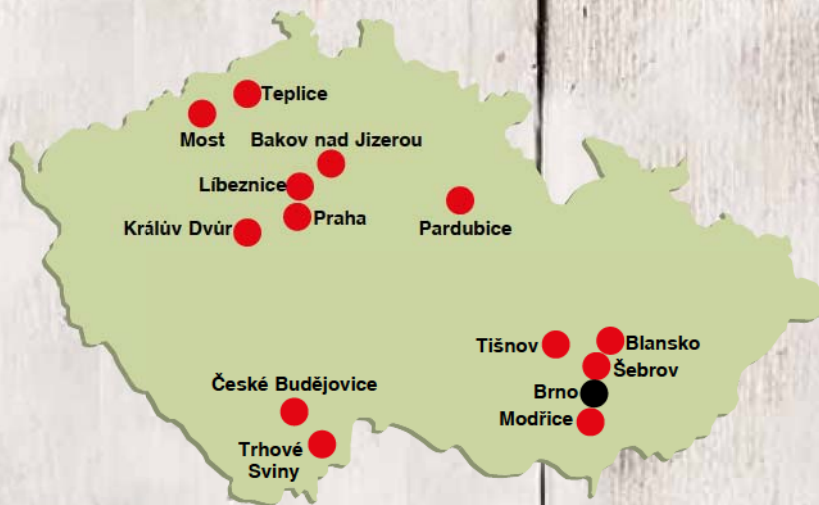 Teplice
Most
Bakov nad Jizerou
Líbeznice
Praha
Králův Dvůr
Pardubice
Tišnov
Blansko
Šebrov
České Budějovice
Brno
Modřice
Trhové
Sviny